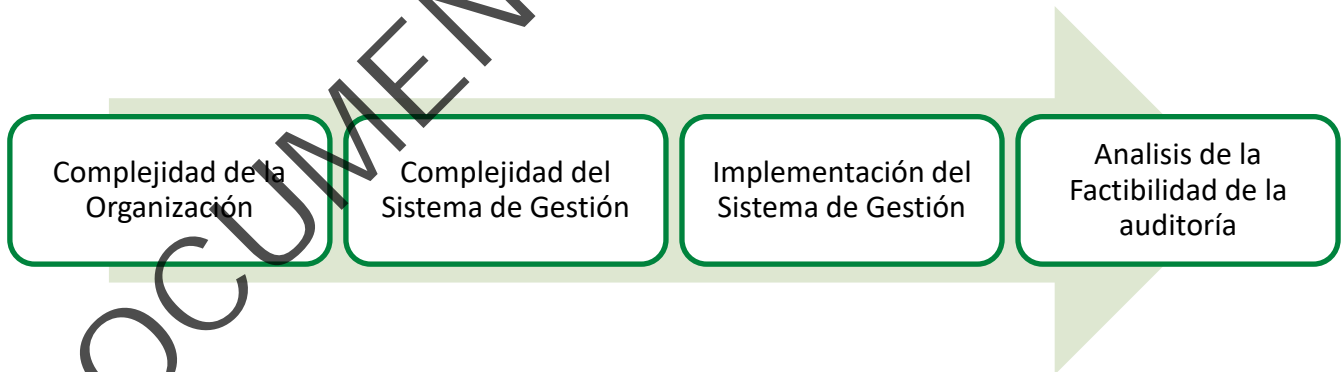 Complejidad de la
Organización
Complejidad del
Sistema de Gestión
Implementación del
Sistema de Gestión
Analisis de la
Factibilidad de la
auditoría
OCUMEN